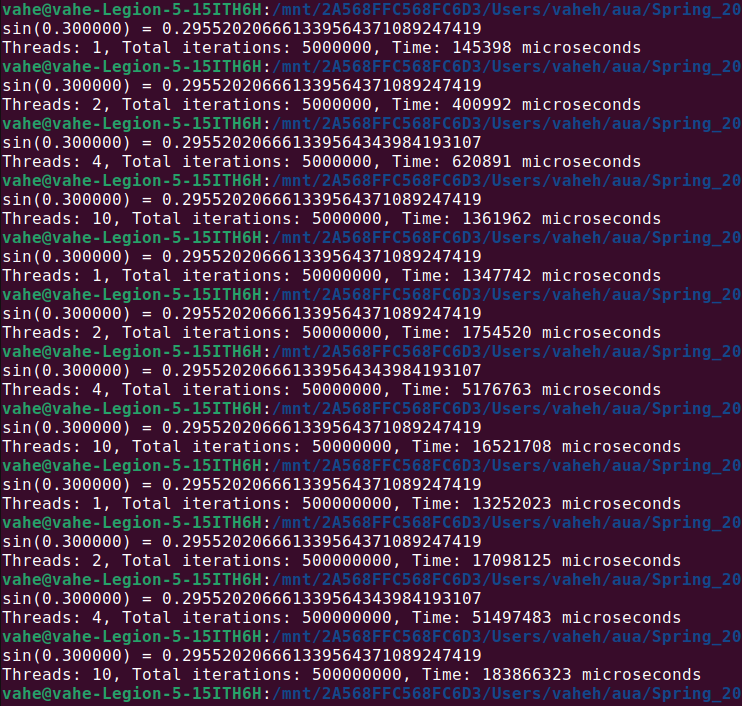 vahe@vahe-Legion-5-15ITH6H:/mnt/2A568FFC568FC6D3/Users/vaheh/aua/Spring_20
sin(0.300000) = 0.2955202066613395643710​89247419
Threads: 1, Total iterations: 5000000, Time: 145398 microseconds
vahe@vahe-Legion-5-15ITH6H:/mnt/2A568FFC568FC6D3/Users/vaheh/aua/Spring_20
sin(0.300000) = 0.295520206661339564371089247419
Threads: 2, Total iterations: 5000000, Time: 400992 microseconds
vahe@vahe-Legion-5-15ITH6H:/mnt/2A568FFC568FC6D3/Users/vaheh/aua/Spring_20
sin(0.300000) = 0.295520206661339564343984193107
Threads: 4, Total iterations: 5000000, Time: 620891 microseconds
vahe@vahe-Legion-5-15ITH6H:/mnt/2A568FFC568FC6D3/Users/vaheh/aua/Spring_20
sin(0.300000) = 0.295520206661339564371089247419
Threads: 10, Total iterations: 5000000, Time: 1361962 microseconds
vahe@vahe-Legion-5-15ITH6H:/mnt/2A568FFC568FC6D3/Users/vaheh/aua/Spring_20
sin(0.300000) = 0.295520206661339564371089247419
Threads: 1, Total iterations: 50000000, Time: 1347742 microseconds
vahe@vahe-Legion-5-15ITH6H:/mnt/2A568FFC568FC6D3/Users/vaheh/aua/Spring_20
sin(0.300000) = 0.295520206661339564371089247419
Threads: 2, Total iterations: 50000000, Time: 1754520 microseconds
vahe@vahe-Legion-5-15ITH6H:/mnt/2A568FFC568FC6D3/Users/vaheh/aua/Spring_20
sin(0.300000) = 0.295520206661339564343984193107
Threads: 4, Total iterations: 50000000, Time: 5176763 microseconds
vahe@vahe-Legion-5-15ITH6H:/mnt/2A568FFC568FC6D3/Users/vaheh/aua/Spring_20
sin(0.300000) = 0.295520206661339564371089247419
Threads: 10, Total iterations: 50000000, Time: 16521708 microseconds
vahe@vahe-Legion-5-15ITH6H:/mnt/2A568FFC568FC6D3/Users/vaheh/aua/Spring_20
sin(0.300000) = 0.295520206661339564371089247419
Threads: 1, Total iterations: 500000000, Time: 13252023 microseconds
vahe@vahe-Legion-5-15ITH6H:/mnt/2A568FFC568FC6D3/Users/vaheh/aua/Spring_20
sin(0.300000) = 0.295520206661339564371089247419
Threads: 2, Total iterations: 500000000, Time: 17098125 microseconds
vahe@vahe-Legion-5-15ITH6H:/mnt/2A568FFC568FC6D3/Users/vaheh/aua/Spring_20
sin(0.300000) = 0.295520206661339564343984193107
Threads: 4, Total iterations: 500000000, Time: 51497483 microseconds
vahe@vahe-Legion-5-15ITH6H:/mnt/2A568FFC568FC6D3/Users/vaheh/aua/Spring_20
sin(0.300000) = 0.295520206661339564371089247419
Threads: 10, Total iterations: 500000000, Time: 183866323 microseconds
vahe@vahe-Legion-5-15ITH6H:/mnt/2A568FFC568FC6D3/Users/vaheh/aua/Spring_20